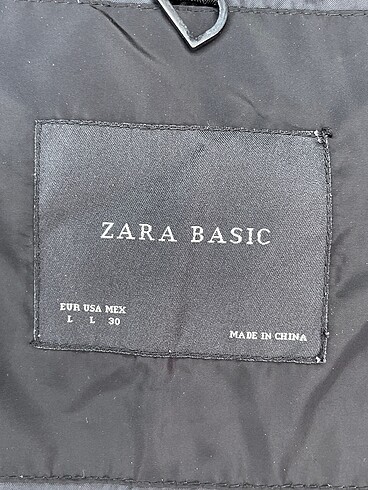 ZARA BASIC
EUR USA MEX
L L 30
MADE IN CHINA